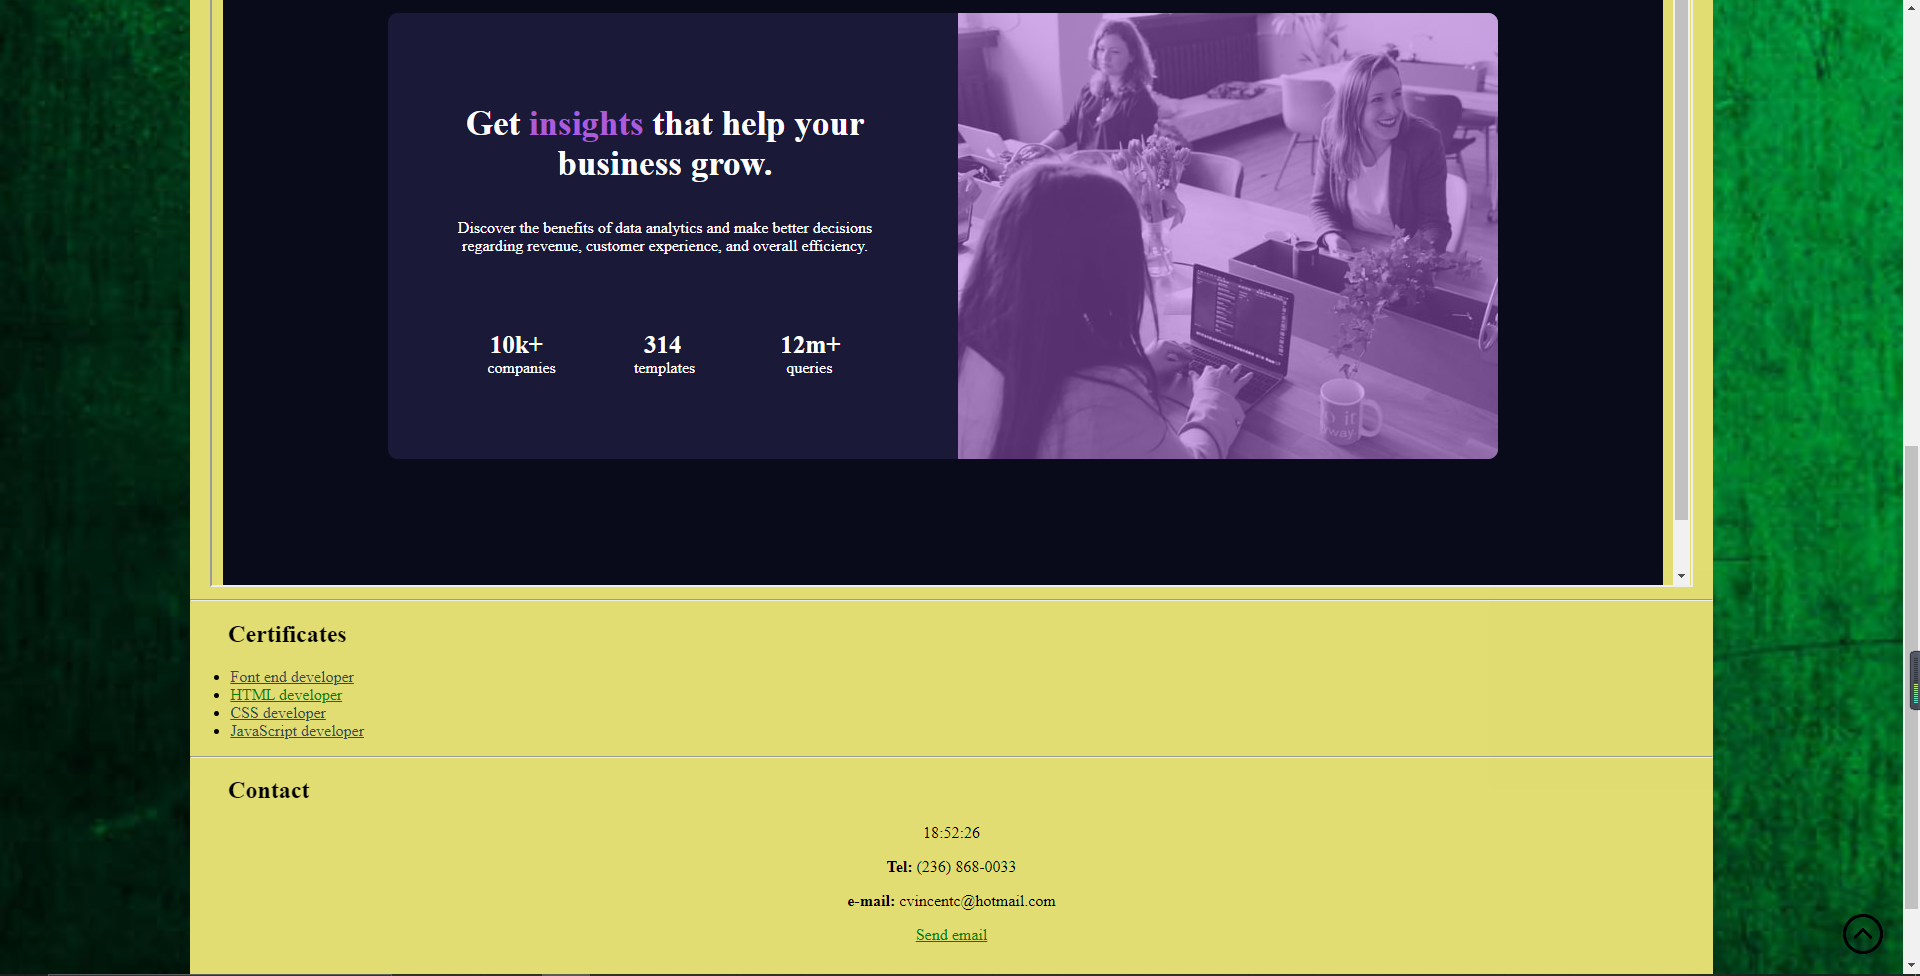 Get insights that help your
business grow.
Discover the benefits of data analytics and make better decisions
regarding revenue, customer experience, and overall efficiency.
10k+ 314 12m+
companies templates queries
Certificates
Font end developer
HTML developer
CSS developer
JavaScript developer
Contact
18:52:26
Tel: (236) 868-0033
e-mail: cvincentc@hotmail.com
Send email